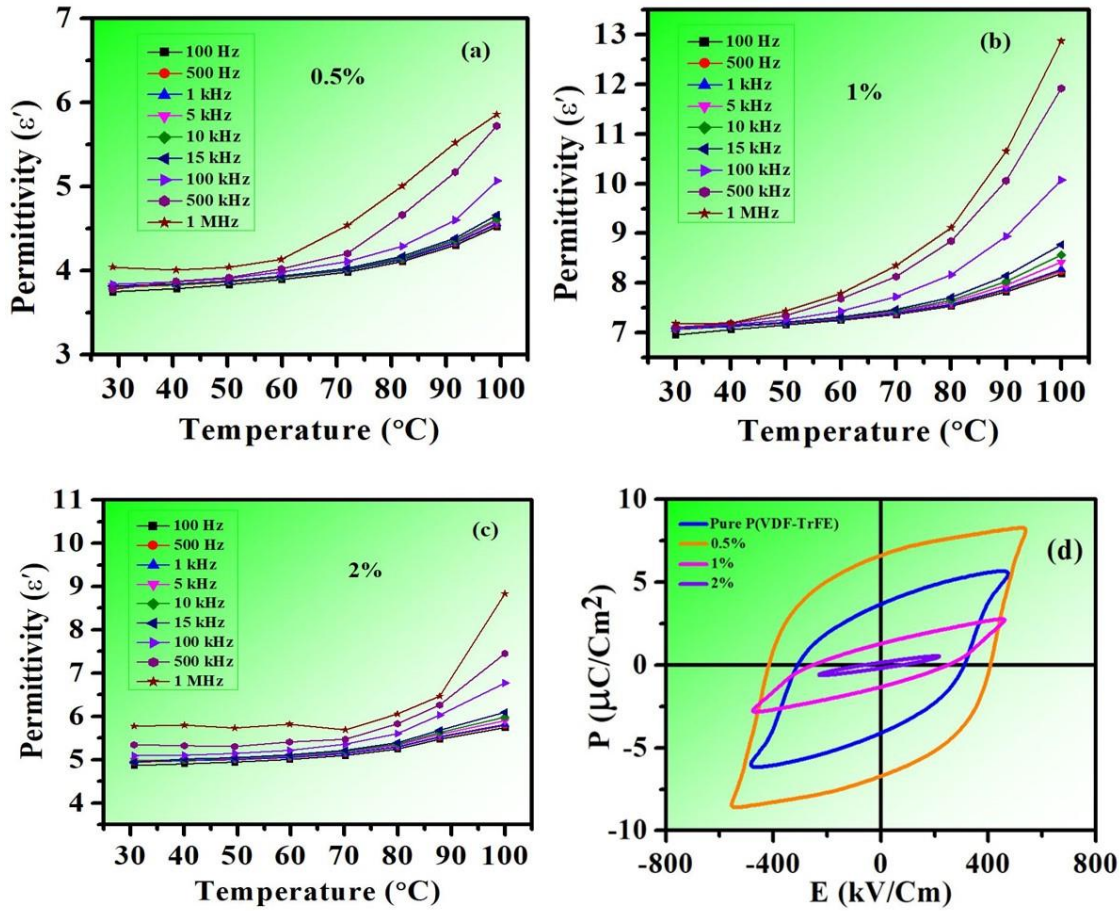 (a)
0.5%
100 Hz
500 Hz
1 kHz
5 kHz
10 kHz
15 kHz
100 kHz
500 kHz
1 MHz
Permittivity (ε′)
7
6
5
4
3
30 40 50 60 70 80 90 100
Temperature (°C)
(b)
1%
100 Hz
500 Hz
1 kHz
5 kHz
10 kHz
15 kHz
100 kHz
500 kHz
1 MHz
Permittivity (ε′)
13
12
11
10
9
8
7
30 40 50 60 70 80 90 100
Temperature (°C)
(c)
2%
100 Hz
500 Hz
1 kHz
5 kHz
10 kHz
15 kHz
100 kHz
500 kHz
1 MHz
Permittivity (ε′)
11
10
9
8
7
6
5
4
30 40 50 60 70 80 90 100
Temperature (°C)
(d)
Pure P(VDF-TrFE)
0.5%
1%
2%
P (µC/Cm²)
10
5
0
-5
-10
-800 -400 0 400 800
E (kV/Cm)